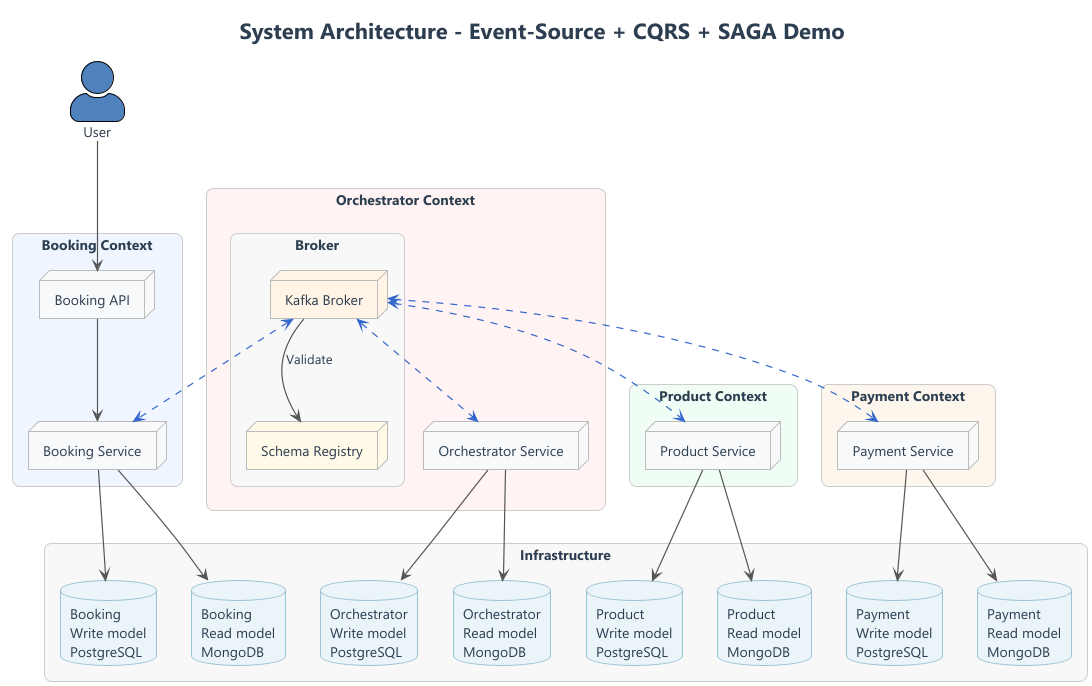 System Architecture - Event-Source + CQRS + SAGA Demo
User
Orchestrator Context
Booking Context
Broker
Booking API
Kafka Broker
Validate
Product Context
Payment Context
Booking Service
Schema Registry
Orchestrator Service
Product Service
Payment Service
Infrastructure
Booking
Write model
PostgreSQL
Booking
Read model
MongoDB
Orchestrator
Write model
PostgreSQL
Orchestrator
Read model
MongoDB
Product
Write model
PostgreSQL
Product
Read model
MongoDB
Payment
Write model
PostgreSQL
Payment
Read model
MongoDB